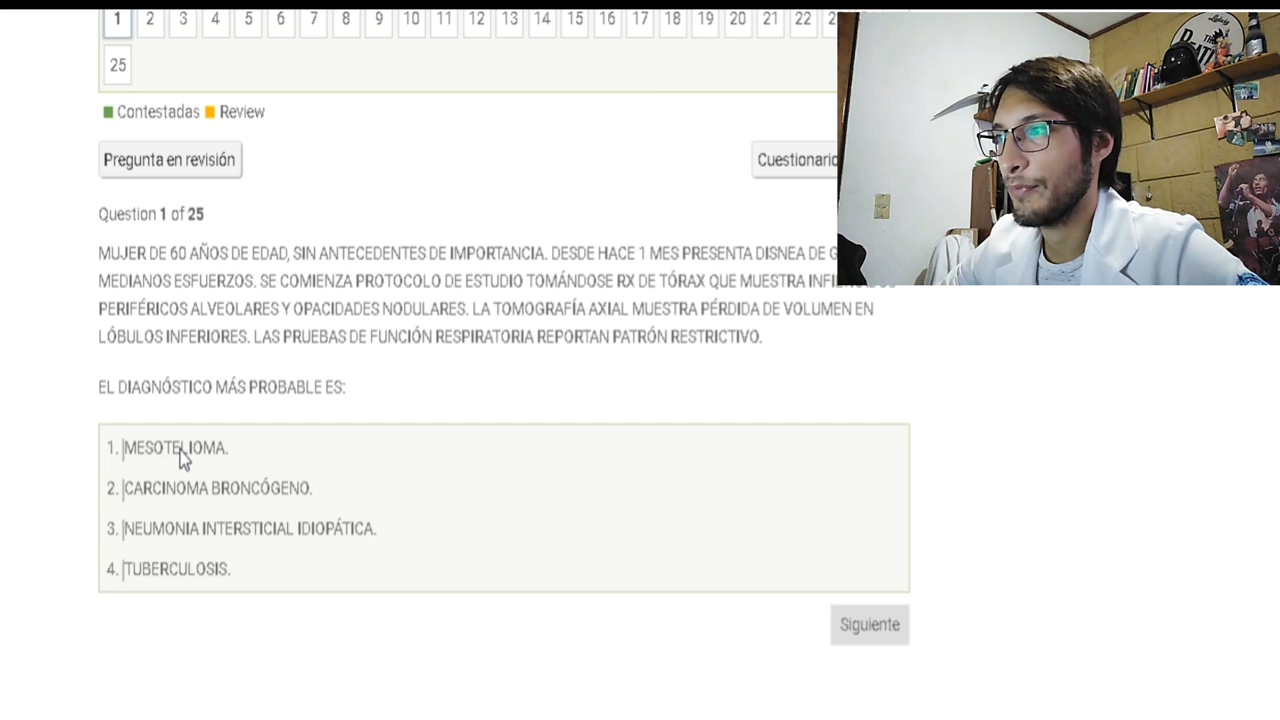 1 2 3 4 5 6 7 8 9 10 11 12 13 14 15 16 17 18 19 20 21 22
25
Contestadas Review
Pregunta en revisión
Cuestionario
Question 1 of 25
MUJER DE 60 AÑOS DE EDAD, SIN ANTECEDENTES DE IMPORTANCIA. DESDE HACE 1 MES PRESENTA DISNEA DE
MEDIANOS ESFUERZOS. SE COMIENZA PROTOCOLO DE ESTUDIO TOMÁNDOSE RX DE TÓRAX QUE MUESTRA
PERIFÉRICOS ALVEOLARES Y OPACIDADES NODULARES. LA TOMOGRAFÍA AXIAL MUESTRA PÉRDIDA DE VOLUMEN EN
LÓBULOS INFERIORES. LAS PRUEBAS DE FUNCIÓN RESPIRATORIA REPORTAN PATRÓN RESTRICTIVO.
EL DIAGNÓSTICO MÁS PROBABLE ES:
1. MESOTELIOMA.
2. CARCINOMA BRONCÓGENO.
3. NEUMONIA INTERSTICIAL IDIOPÁTICA.
4. TUBERCULOSIS.
Siguiente
Ludwig
THE